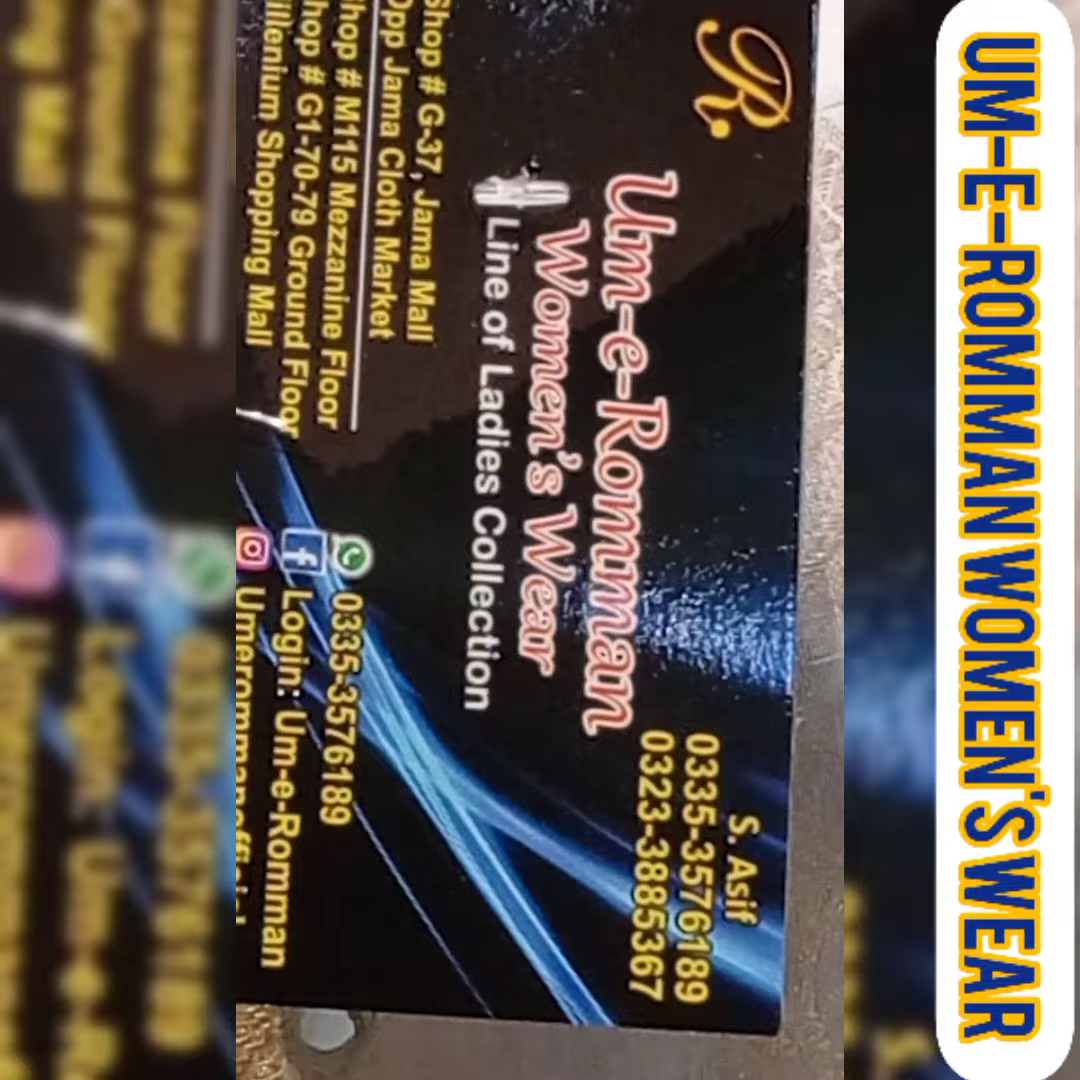 UM-E-ROMMAN WOMEN'S WEAR
R.
S. Asif
0335-3576189
0323-3885367
Um-e-Romman
Women's Wear
Line of Ladies Collection
Shop # G-37, Jama Mall
Opp Jama Cloth Market
Shop # M115 Mezzanine Floor
Shop # G1-70-79 Ground Floor
Millenium Shopping Mall
0335-3576189
Login: Um-e-Romman
Umerommanofficial